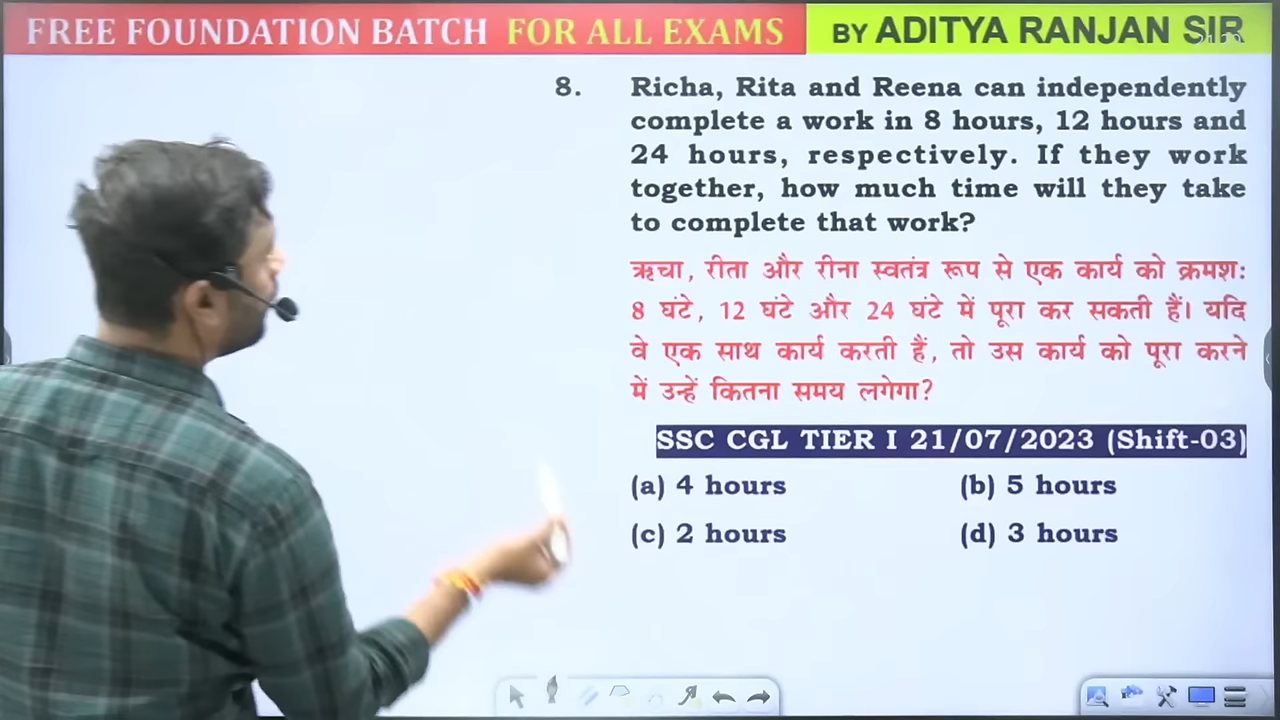 FREE FOUNDATION BATCH FOR ALL EXAMS
BY ADITYA RANJAN SIR
8. Richa, Rita and Reena can independently
complete a work in 8 hours, 12 hours and
24 hours, respectively. If they work
together, how much time will they take
to complete that work?
ऋचा, रीता और रीना स्वतंत्र रूप से एक कार्य को क्रमशः
8 घंटे, 12 घंटे और 24 घंटे में पूरा कर सकती हैं। यदि
वे एक साथ कार्य करती हैं, तो उस कार्य को पूरा करने
में उन्हें कितना समय लगेगा?
SSC CGL TIER I 21/07/2023 (Shift-03)
(a) 4 hours (b) 5 hours
(c) 2 hours (d) 3 hours